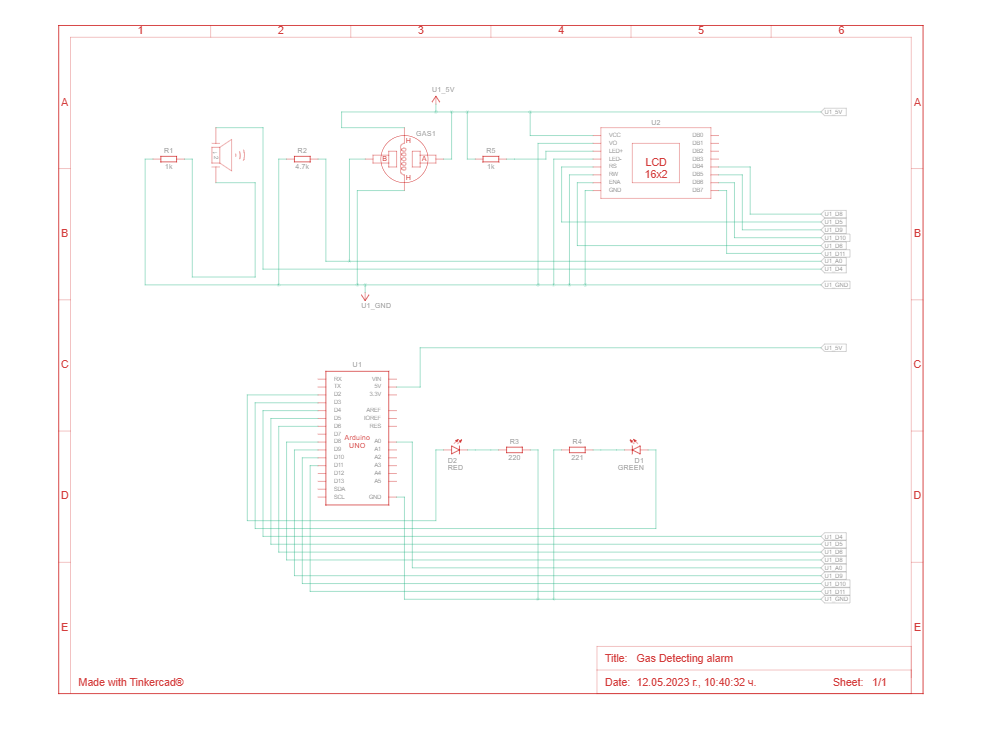 1 2 3 4 5 6
A A
U1_5V
U1_5V
GAS1
U2
R1
1k
R2
4.7k
H
B A
H
R5
1k
VCC
VO
LED+
LED-
RS
RW
ENA
GND
LCD
16x2
DB0
DB1
DB2
DB3
DB4
DB5
DB6
DB7
B B
U1_D8
U1_D5
U1_D9
U1_D10
U1_D6
U1_D11
U1_A0
U1_D4
U1_GND
U1_GND
C C
U1_5V
U1
RX
TX
D2
D3
D4
D5
D6
D7
D8
D9
D10
D11
D12
D13
SDA
SCL
Arduino
UNO
VIN
5V
3.3V
AREF
IOREF
RES
A0
A1
A2
A3
A4
A5
GND
D2
RED
R3
220
R4
221
D1
GREEN
D D
U1_D4
U1_D5
U1_D6
U1_D8
U1_A0
U1_D9
U1_D10
U1_D11
U1_GND
E E
Title: Gas Detecting alarm
Made with Tinkercad®
Date: 12.05.2023 г., 10:40:32 ч. Sheet: 1/1